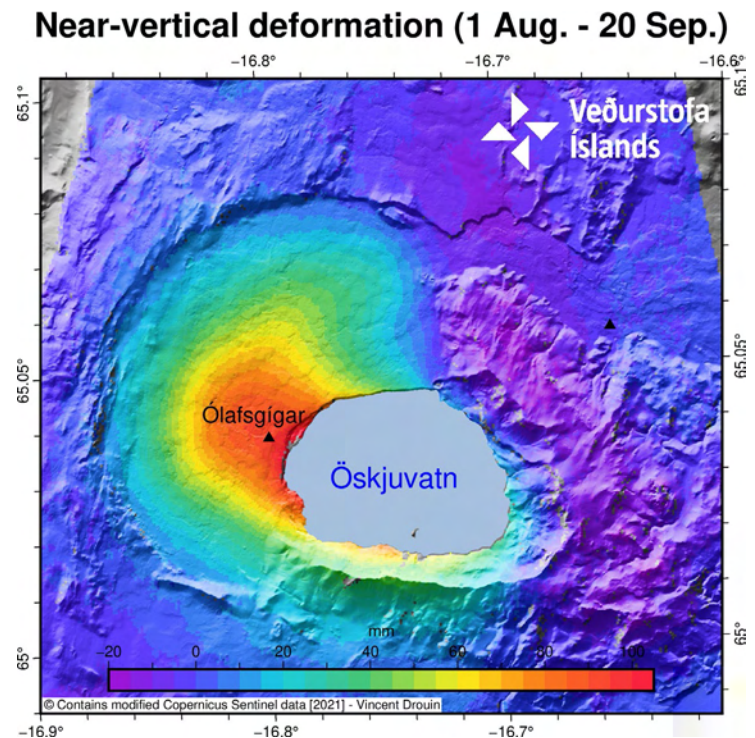 Near-vertical deformation (1 Aug. - 20 Sep.)
−16.8° −16.7° −16.6°
65.1° 65.1°
Veðurstofa
Íslands
65.05° 65.05°
Ólafsgígar
Öskjuvatn
mm
−20 0 20 40 60 80 100
65° 65°
© Contains modified Copernicus Sentinel data [2021] - Vincent Drouin
−16.9° −16.8° −16.7°